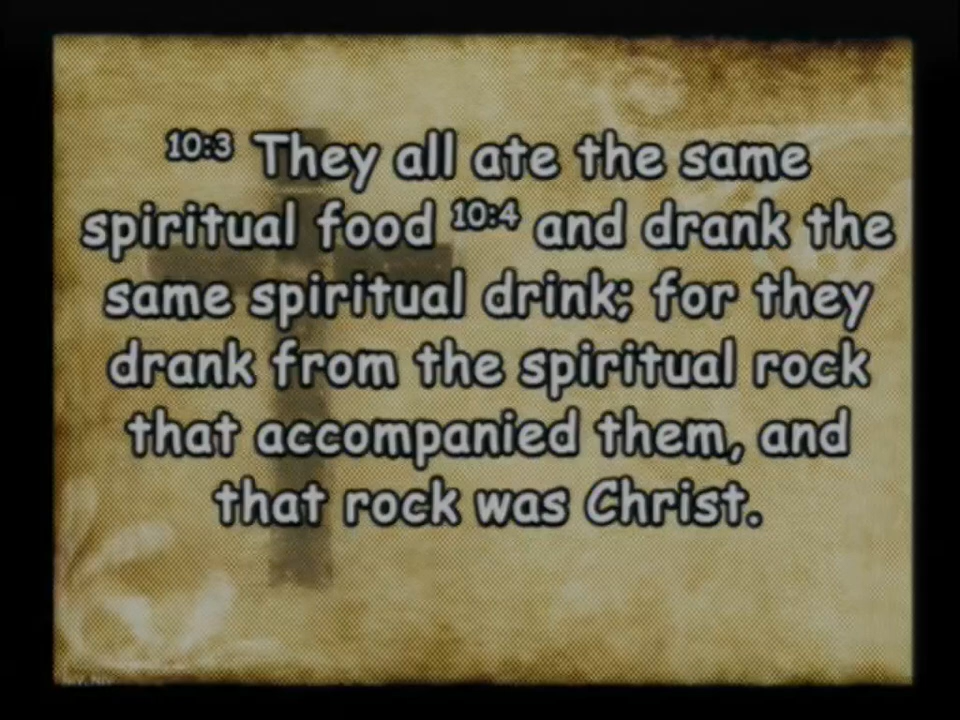 10:3 They all ate the same
spiritual food 10:4 and drank the
same spiritual drink; for they
drank from the spiritual rock
that accompanied them, and
that rock was Christ.